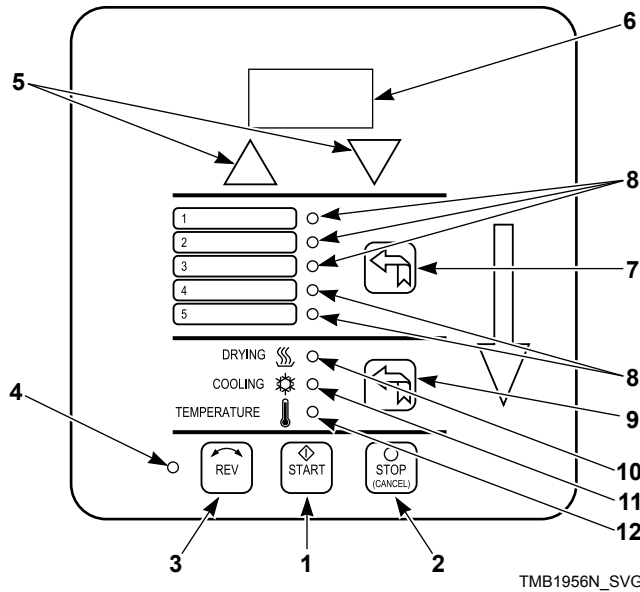 6
5
8
1
2
3
4
5
7
8
DRYING
COOLING
TEMPERATURE
9
4
10
11
12
REV
START
STOP
(CANCEL)
3
1
2
TMB1956N_SVG